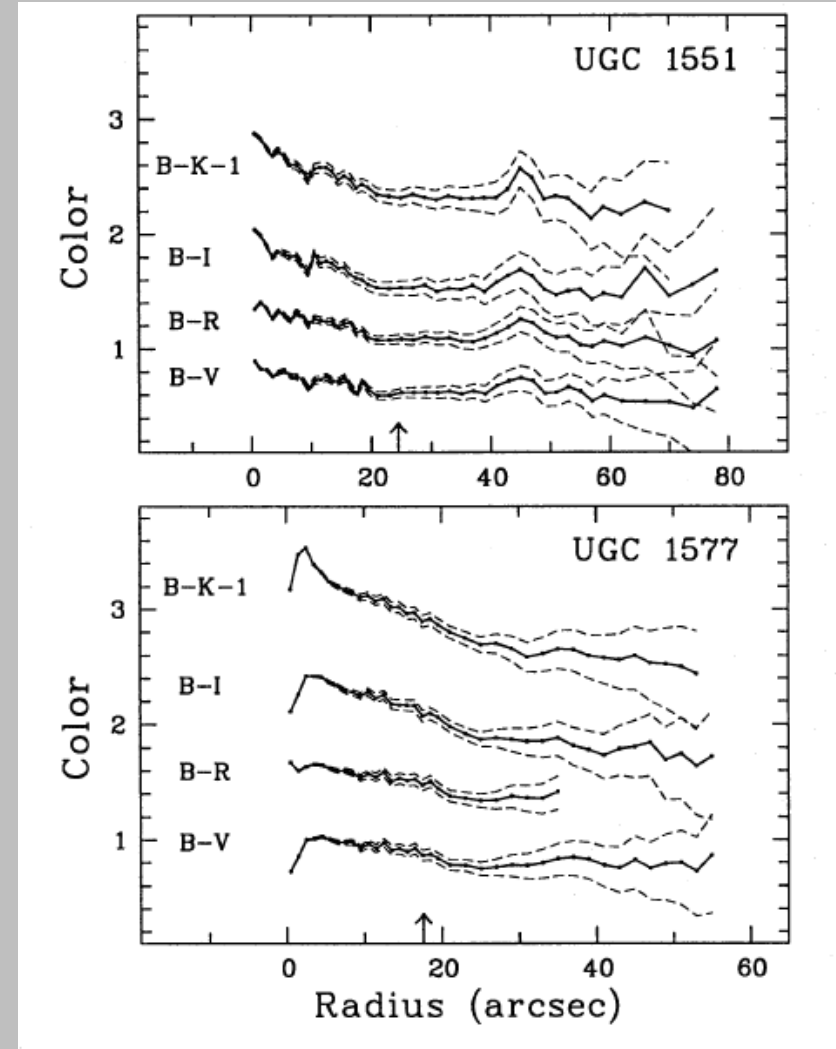 UGC 1551
3
B-K-1
2
B-I
B-R
1
B-V
Color
0 20 40 60 80
UGC 1577
B-K-1
3
B-I
2
B-R
B-V
1
Color
0 20 40 60
Radius (arcsec)